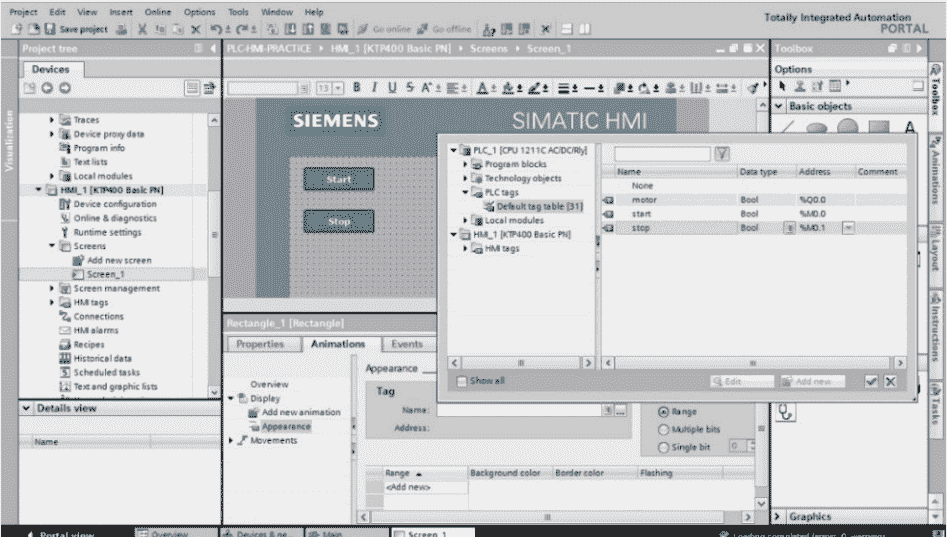 Project Edit View Insert Online Options Tools Window Help
Totally Integrated Automation
PORTAL
Save project
Go online
Go offline
Project tree
PLC-HMI-PRACTICE HMI_1 [KTP400 Basic PN] Screens Screen_1
Toolbox
Devices
Options
Visualization
13
B I U S A
Traces
Device proxy data
Program info
Text lists
Local modules
HMI_1 [KTP400 Basic PN]
Device configuration
Online & diagnostics
Runtime settings
Screens
Add new screen
Screen_1
Screen management
HMI tags
Connections
HMI alarms
Recipes
Historical data
Scheduled tasks
Text and graphic lists
Details view
Name
SIEMENS
SIMATIC HMI
Start
Stop
Basic objects
A
Toolbox
Animations
Layout
Instructions
Tasks
PLC_1 [CPU 1211C AC/DC/Rly]
Program blocks
Technology objects
PLC tags
Default tag table [31]
Local modules
HMI_1 [KTP400 Basic PN]
HMI tags
Name Data type Address Comment
None
motor Bool %Q0.0
start Bool %M0.0
stop Bool %M0.1
Show all
Edit
Add new
Rectangle_1 [Rectangle]
Properties Animations Events
Overview
Display
Add new animation
Appearance
Movements
Appearance
Tag
Name:
Address:
Range
Multiple bits
Single bit 0
Range Background color Border color Flashing
<Add new>
Graphics
Portal view
Overview
Devices & ne
Main
Screen_1